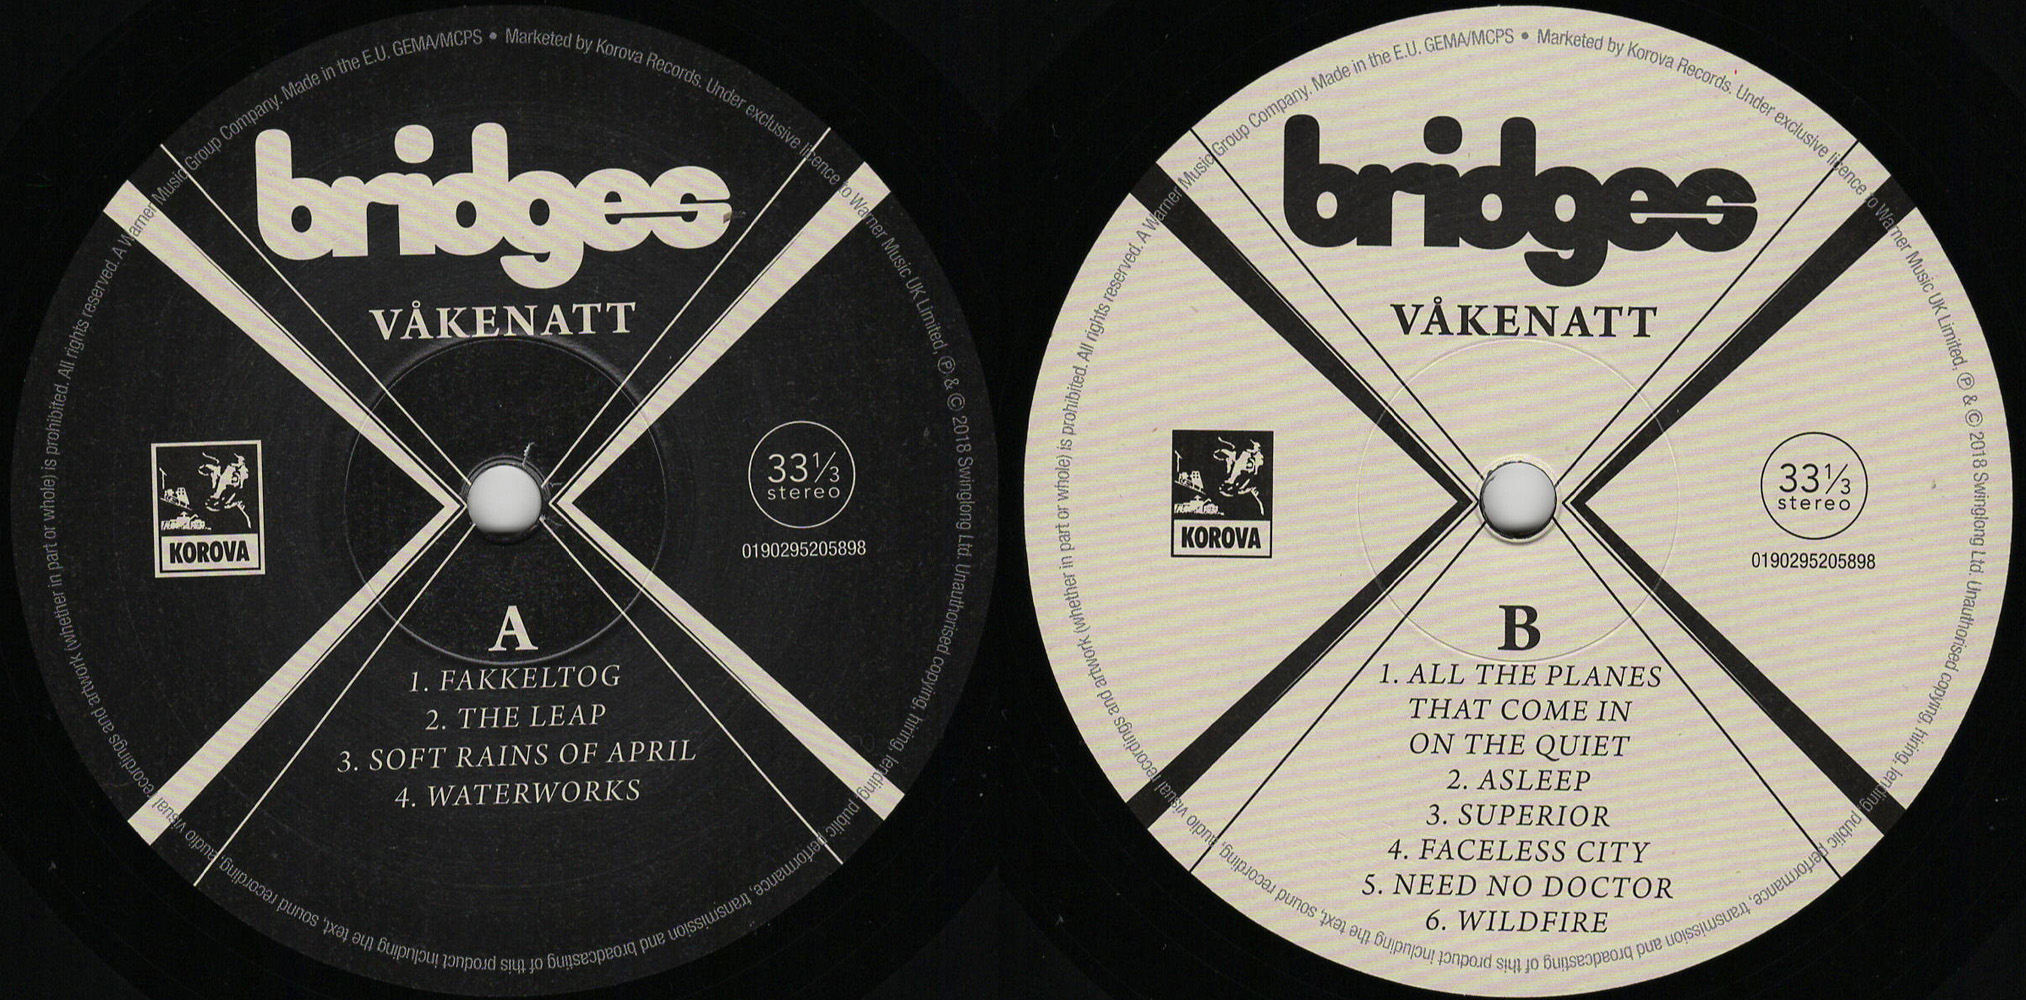 bridges
VÅKENATT
KOROVA
33⅓
stereo
0190295205898
A
1. FAKKELTOG
2. THE LEAP
3. SOFT RAINS OF APRIL
4. WATERWORKS
Made in the E.U. GEMA/MCPS • Marketed by Korova Records. Under exclusive licence to Warner Music UK Limited, ℗ & © 2018 Swinglong Ltd. Unauthorised copying, hiring, lending, public performance, transmission and broadcasting of this product including the text, sound recording, audio visual recordings and artwork (whether in part or whole) is prohibited. All rights reserved. A Warner Music Group Company.
bridges
VÅKENATT
KOROVA
33⅓
stereo
0190295205898
B
1. ALL THE PLANES
THAT COME IN
ON THE QUIET
2. ASLEEP
3. SUPERIOR
4. FACELESS CITY
5. NEED NO DOCTOR
6. WILDFIRE
Made in the E.U. GEMA/MCPS • Marketed by Korova Records. Under exclusive licence to Warner Music UK Limited, ℗ & © 2018 Swinglong Ltd. Unauthorised copying, hiring, lending, public performance, transmission and broadcasting of this product including the text, sound recording, audio visual recordings and artwork (whether in part or whole) is prohibited. All rights reserved. A Warner Music Group Company.